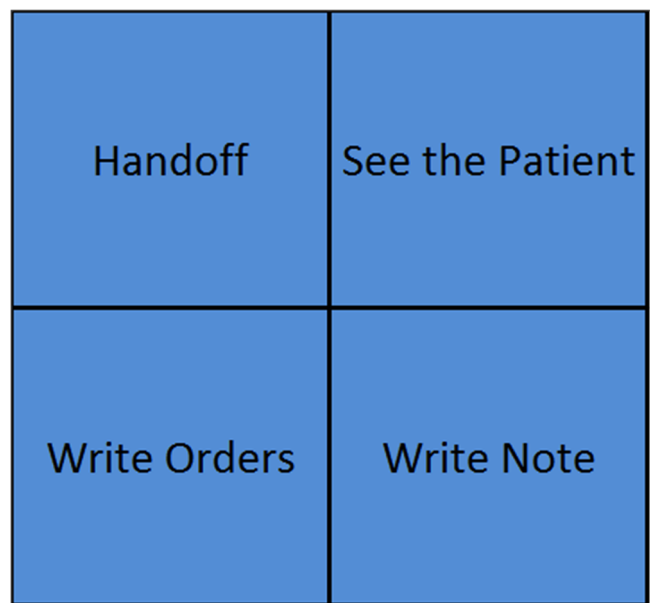 Handoff
See the Patient
Write Orders
Write Note